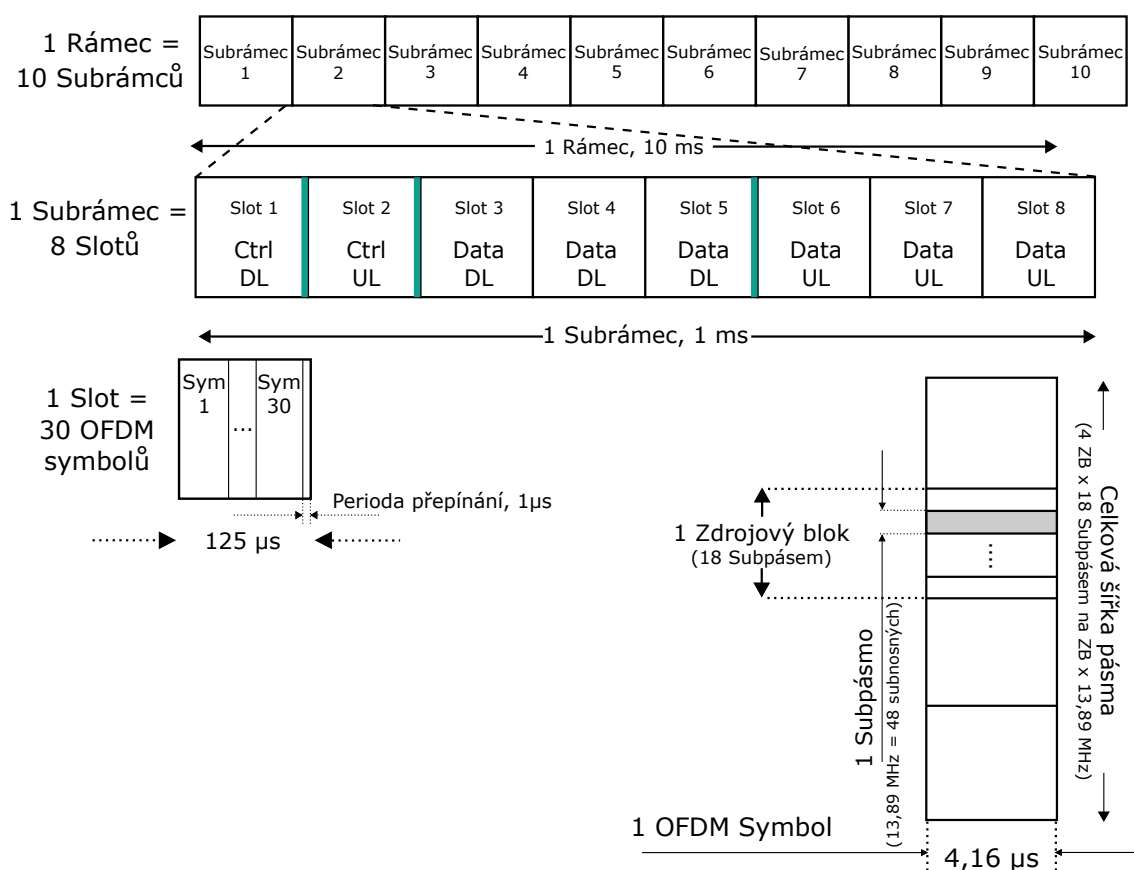 1 Rámec =
10 Subrámců
Subrámec
1
Subrámec
2
Subrámec
3
Subrámec
4
Subrámec
5
Subrámec
6
Subrámec
7
Subrámec
8
Subrámec
9
Subrámec
10
1 Rámec, 10 ms
1 Subrámec =
8 Slotů
Slot 1
Ctrl
DL
Slot 2
Ctrl
UL
Slot 3
Data
DL
Slot 4
Data
DL
Slot 5
Data
DL
Slot 6
Data
UL
Slot 7
Data
UL
Slot 8
Data
UL
1 Subrámec, 1 ms
1 Slot =
30 OFDM
symbolů
Sym
1
...
Sym
30
Perioda přepínání, 1µs
125 µs
1 Zdrojový blok
(18 Subpásem)
1 Subpásmo
(13,89 MHz = 48 subnosných)
Celková šířka pásma
(4 ZB x 18 Subpásem na ZB x 13,89 MHz)
1 OFDM Symbol
4,16 µs